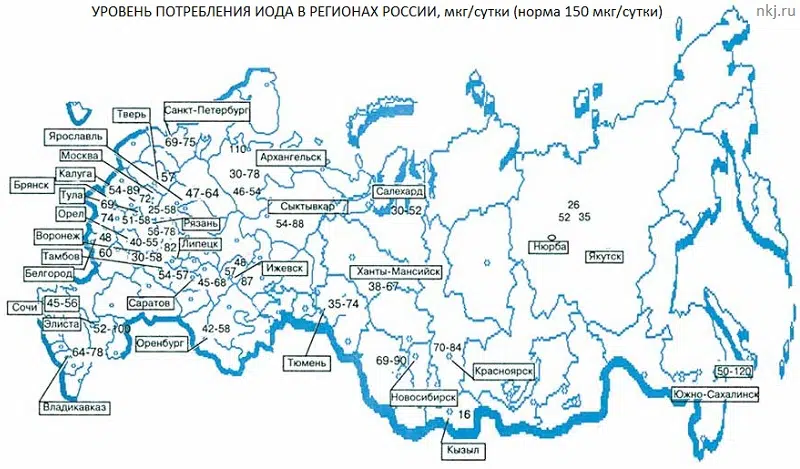 УРОВЕНЬ ПОТРЕБЛЕНИЯ ИОДА В РЕГИОНАХ РОССИИ, мкг/сутки (норма 150 мкг/сутки)
nkj.ru
Санкт-Петербург
Тверь
69-75
Ярославль
110
Москва
Архангельск
Калуга
57
30-78
Брянск
54-89
47-64
46-54
Салехард
Тула
69
72
25-58
Сыктывкар
30-52
26
Орел
74
51-58
Рязань
54-88
52 35
Воронеж
48
40-55
56-78
82
Липецк
Нюрба
Тамбов
60
30-58
48
Якутск
Белгород
54-57
57
Ижевск
Ханты-Мансийск
45-68
87
38-67
Сочи
45-56
Саратов
35-74
Элиста
52-100
42-58
Оренбург
64-78
Тюмень
69-90
70-84
Красноярск
50-120
Владикавказ
Новосибирск
Южно-Сахалинск
16
Кызыл